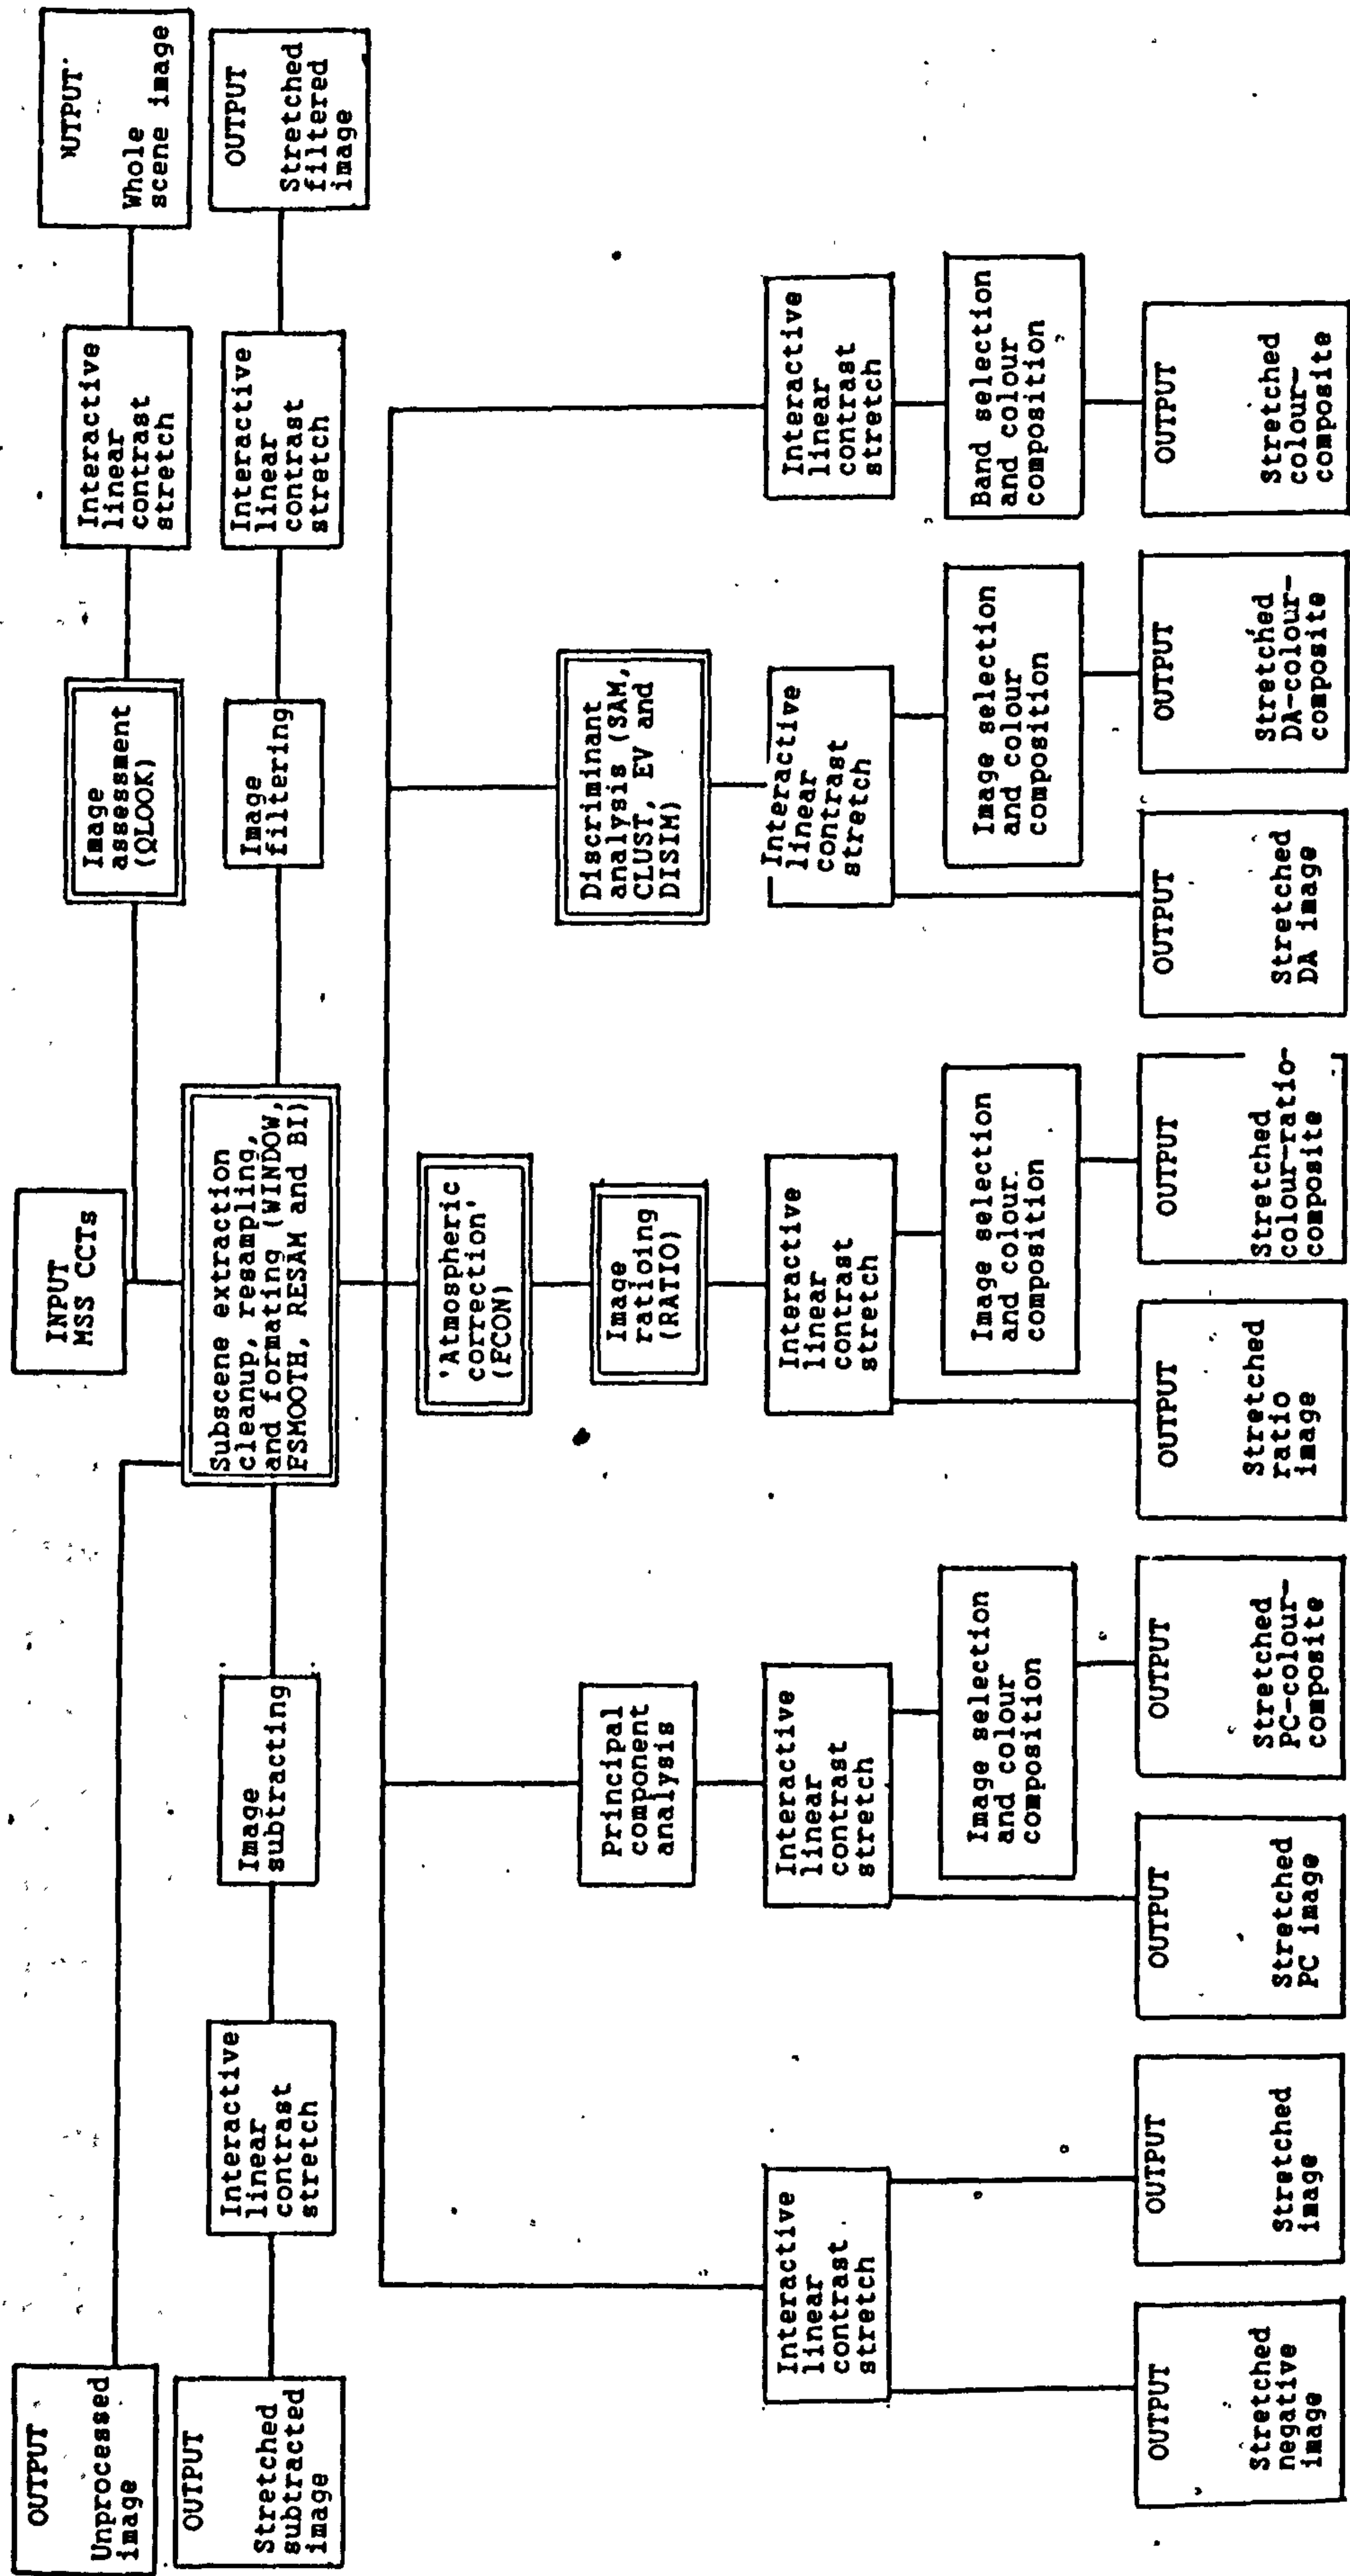 OUTPUT
Unprocessed
image
INPUT
MSS CCTs
Image
assessment
(QLOOK)
Interactive
linear
contrast
stretch
Whole
scene image
OUTPUT
Stretched
subtracted
image
Interactive
linear
contrast
stretch
Image
subtracting
Subscene extraction
cleanup, resampling,
and formating (WINDOW,
FSMOOTH, RESAM and BI)
Image
filtering
Interactive
linear
contrast
stretch
OUTPUT
Stretched
filtered
image
'Atmospheric
correction'
(FCON)
Principal
component
analysis
Image
ratioing
(RATIO)
Discriminant
analysis (SAM,
CLUST, EV and
DISIM)
Interactive
linear
contrast
stretch
Interactive
linear
contrast
stretch
Interactive
linear
contrast
stretch
Interactive
linear
contrast
stretch
Interactive
linear
contrast
stretch
Image selection
and colour
composition
Image selection
and colour
composition
Image selection
and colour
composition
Band selection
and colour
composition
OUTPUT
Stretched
negative
image
OUTPUT
Stretched
image
OUTPUT
Stretched
PC image
OUTPUT
Stretched
PC-colour-
composite
OUTPUT
Stretched
ratio
image
OUTPUT
Stretched
colour-ratio-
composite
OUTPUT
Stretched
DA image
OUTPUT
Stretched
DA-colour-
composite
OUTPUT
Stretched
colour-
composite